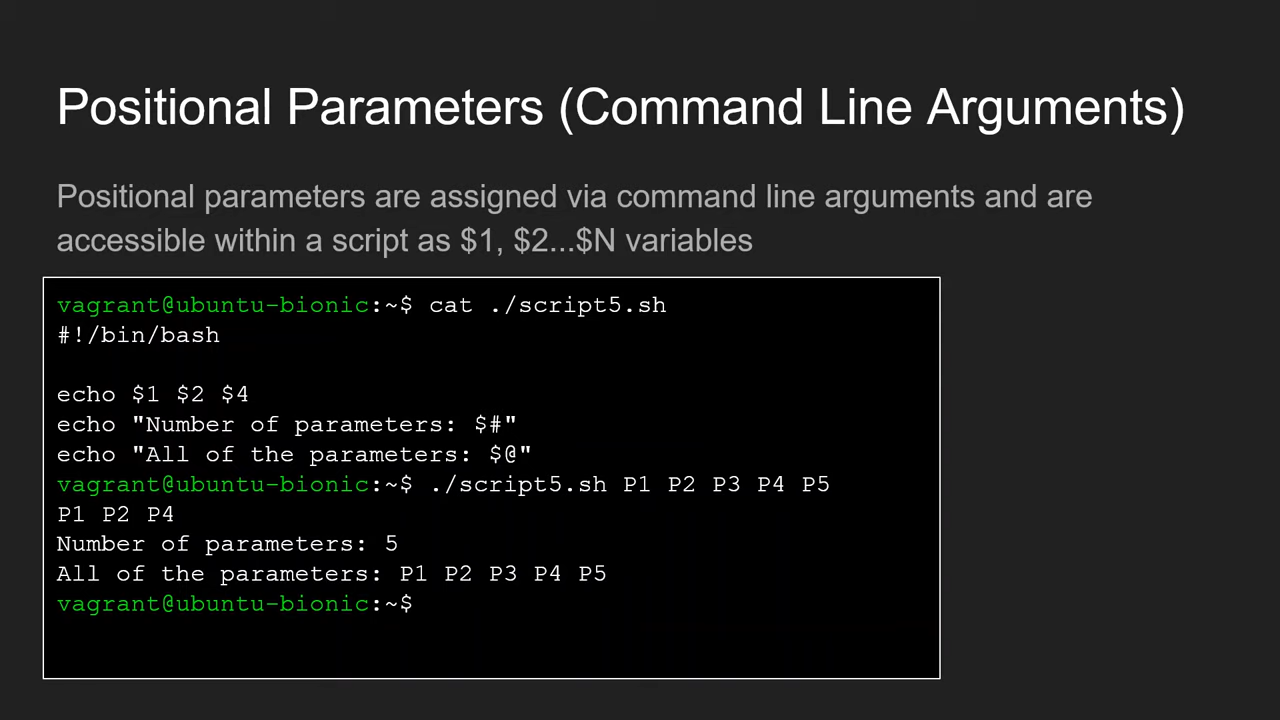 Positional Parameters (Command Line Arguments)
Positional parameters are assigned via command line arguments and are
accessible within a script as $1, $2...$N variables
vagrant@ubuntu-bionic:~$ cat ./script5.sh
#!/bin/bash
echo $1 $2 $4
echo "Number of parameters: $#"
echo "All of the parameters: $@"
vagrant@ubuntu-bionic:~$ ./script5.sh P1 P2 P3 P4 P5
P1 P2 P4
Number of parameters: 5
All of the parameters: P1 P2 P3 P4 P5
vagrant@ubuntu-bionic:~$